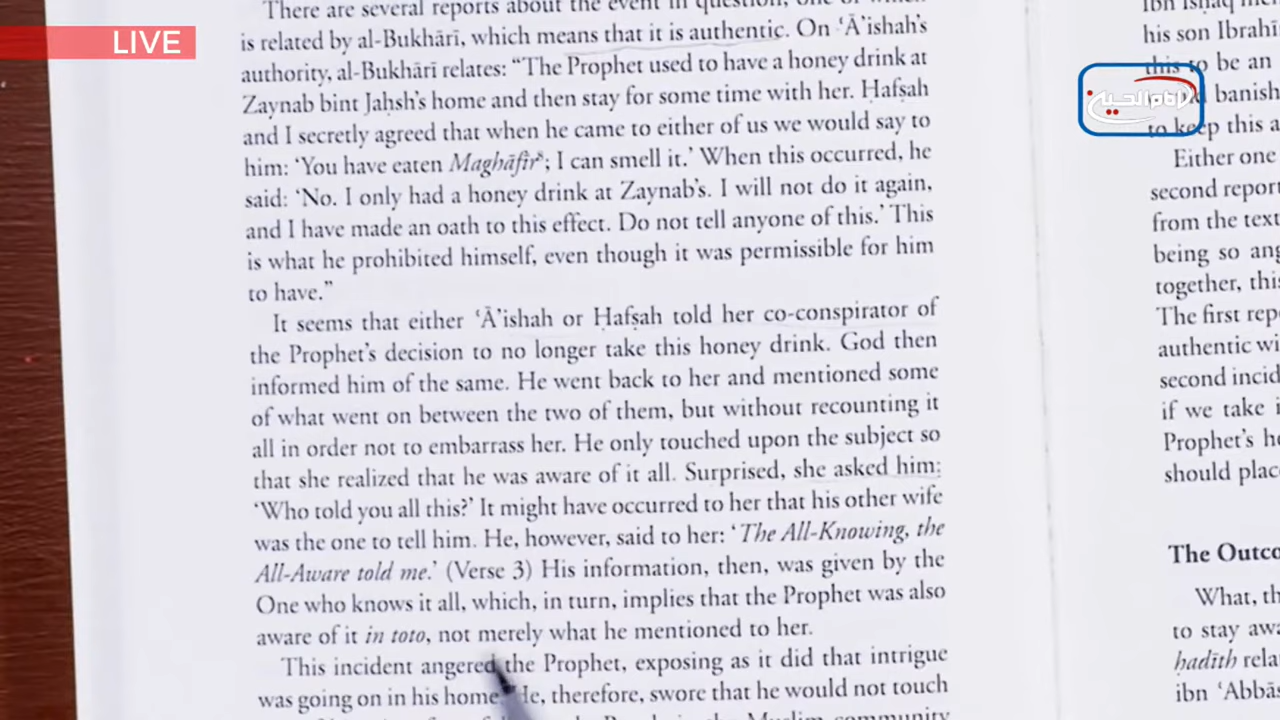 LIVE
There are several reports about the event in question, one of which
is related by al-Bukhārī, which means that it is authentic. On ʻĀ'ishah's
authority, al-Bukhārī relates: “The Prophet used to have a honey drink at
Zaynab bint Jaḥsh's home and then stay for some time with her. Ḥafṣah
and I secretly agreed that when he came to either of us we would say to
him: ‘You have eaten Maghāfīr⁸; I can smell it.’ When this occurred, he
said: ‘No. I only had a honey drink at Zaynab's. I will not do it again,
and I have made an oath to this effect. Do not tell anyone of this.’ This
is what he prohibited himself, even though it was permissible for him
to have.”
It seems that either ʻĀ'ishah or Ḥafṣah told her co-conspirator of
the Prophet's decision to no longer take this honey drink. God then
informed him of the same. He went back to her and mentioned some
of what went on between the two of them, but without recounting it
all in order not to embarrass her. He only touched upon the subject so
that she realized that he was aware of it all. Surprised, she asked him:
‘Who told you all this?’ It might have occurred to her that his other wife
was the one to tell him. He, however, said to her: ‘The All-Knowing, the
All-Aware told me.’ (Verse 3) His information, then, was given by the
One who knows it all, which, in turn, implies that the Prophet was also
aware of it in toto, not merely what he mentioned to her.
This incident angered the Prophet, exposing as it did that intrigue
was going on in his home. He, therefore, swore that he would not touch
الامام الحسین
his son
this to be an
banish
to keep this a
Either one
second report
from the text
being so
together, this
The first
authentic
second
if we take
Prophet's
should
The
What,
to stay
ḥadīth
ibn